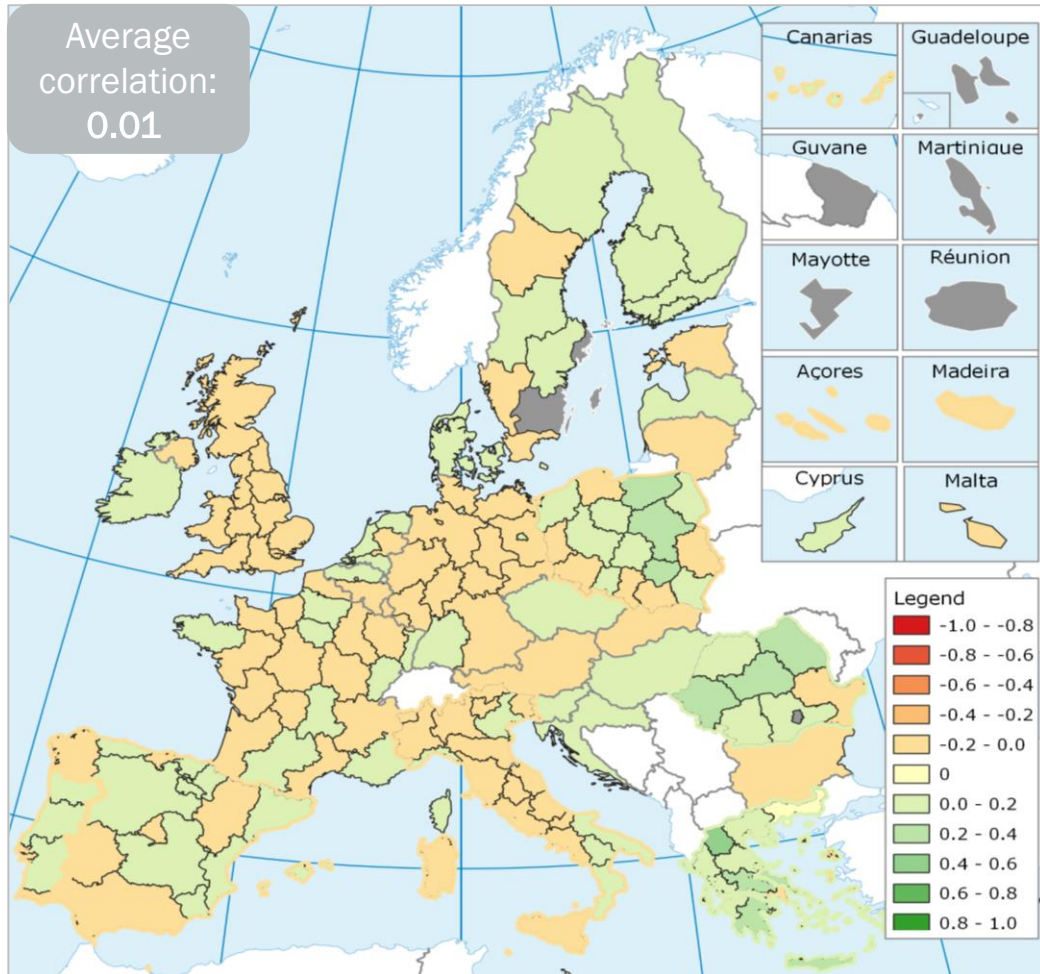 Average
correlation:
0.01
Canarias
Guadeloupe
Guyane
Martinique
Mayotte
Réunion
Açores
Madeira
Cyprus
Malta
Legend
-1.0 - -0.8
-0.8 - -0.6
-0.6 - -0.4
-0.4 - -0.2
-0.2 - 0.0
0
0.0 - 0.2
0.2 - 0.4
0.4 - 0.6
0.6 - 0.8
0.8 - 1.0